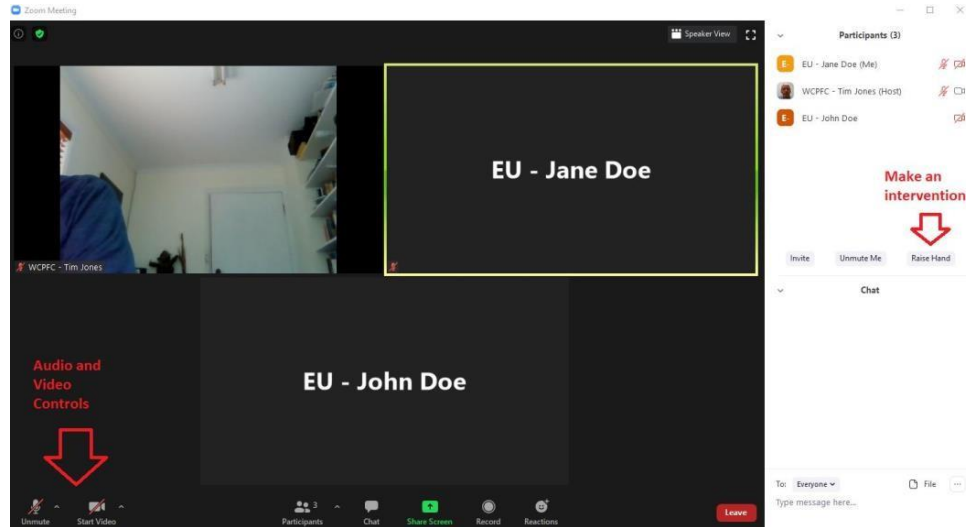 Zoom Meeting
Speaker View
Participants (3)
E-
EU - Jane Doe (Me)
WCPFC - Tim Jones (Host)
E-
EU - John Doe
EU - Jane Doe
Make an
intervention
WCPFC - Tim Jones
Invite
Unmute Me
Raise Hand
Chat
Audio and
Video
Controls
EU - John Doe
To: Everyone
File
Type message here...
Unmute
Start Video
3
Participants
Chat
Share Screen
Record
Reactions
Leave